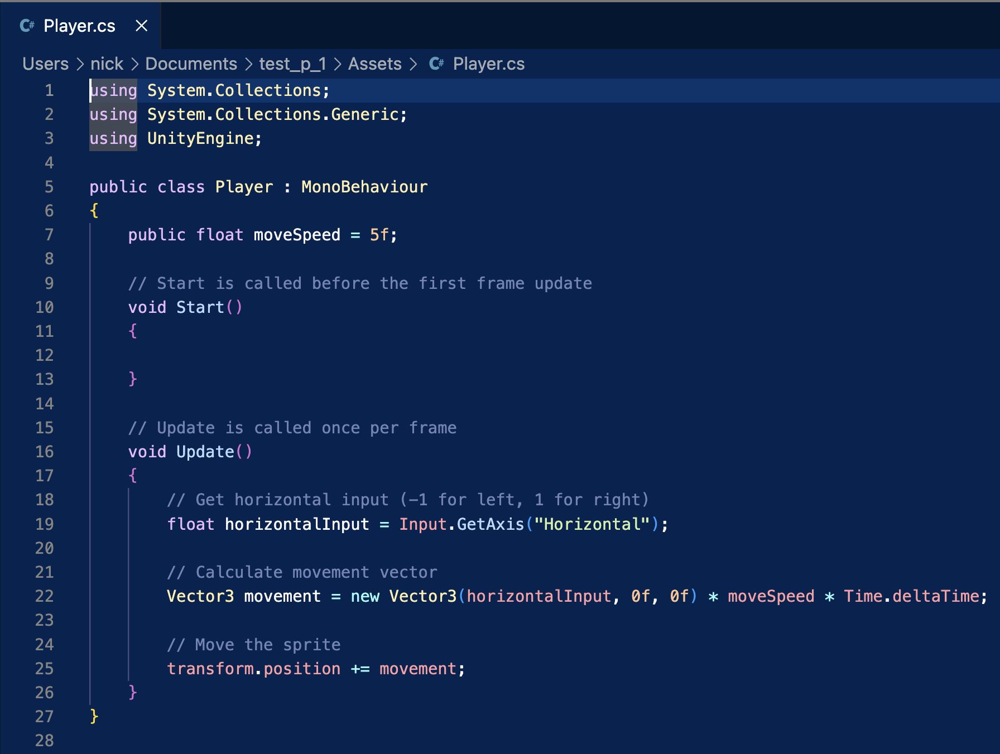 C# Player.cs ×
Users > nick > Documents > test_p_1 > Assets > C# Player.cs
1 using System.Collections;
2 using System.Collections.Generic;
3 using UnityEngine;
4
5 public class Player : MonoBehaviour
6 {
7     public float moveSpeed = 5f;
8
9     // Start is called before the first frame update
10     void Start()
11     {
12
13     }
14
15     // Update is called once per frame
16     void Update()
17     {
18         // Get horizontal input (-1 for left, 1 for right)
19         float horizontalInput = Input.GetAxis("Horizontal");
20
21         // Calculate movement vector
22         Vector3 movement = new Vector3(horizontalInput, 0f, 0f) * moveSpeed * Time.deltaTime;
23
24         // Move the sprite
25         transform.position += movement;
26     }
27 }
28